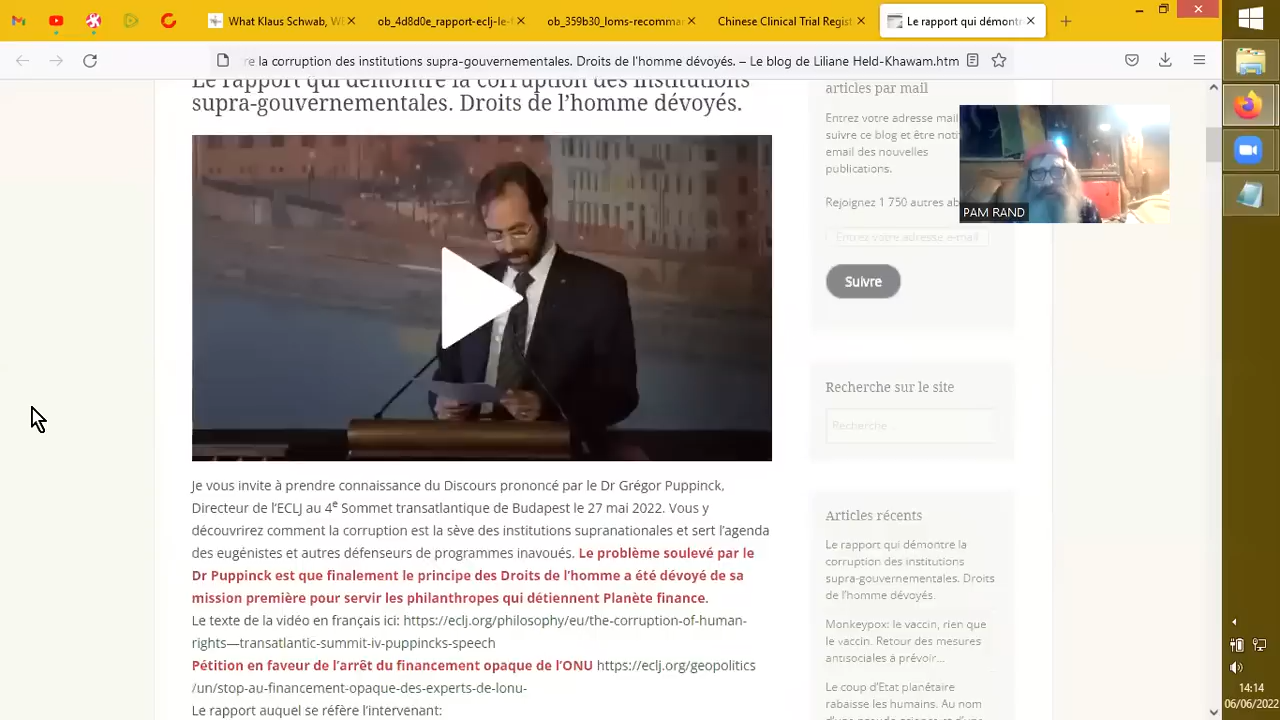 What Klaus Schwab, WE
ob_4d8d0e_rapport-eclj-le-f
ob_359b30_loms-recomman
Chinese Clinical Trial Regist
Le rapport qui démontr
re la corruption des institutions supra-gouvernementales. Droits de l'homme dévoyés. – Le blog de Liliane Held-Khawam.htm
Le rapport qui démontre la corruption des institutions
supra-gouvernementales. Droits de l'homme dévoyés.
Je vous invite à prendre connaissance du Discours prononcé par le Dr Grégor Puppinck,
Directeur de l'ECLJ au 4e Sommet transatlantique de Budapest le 27 mai 2022. Vous y
découvrirez comment la corruption est la sève des institutions supranationales et sert l'agenda
des eugénistes et autres défenseurs de programmes inavoués. Le problème soulevé par le
Dr Puppinck est que finalement le principe des Droits de l'homme a été dévoyé de sa
mission première pour servir les philanthropes qui détiennent Planète finance.
Le texte de la vidéo en français ici: https://eclj.org/philosophy/eu/the-corruption-of-human-
rights—transatlantic-summit-iv-puppincks-speech
Pétition en faveur de l'arrêt du financement opaque de l'ONU https://eclj.org/geopolitics
/un/stop-au-financement-opaque-des-experts-de-lonu-
Le rapport auquel se réfère l'intervenant:
articles par mail
Entrez votre adresse mail
suivre ce blog et être noti
email des nouvelles
publications.
Rejoignez 1 750 autres ab
Entrez votre adresse e-mail
Suivre
PAM RAND
Recherche sur le site
Recherche
Articles récents
Le rapport qui démontre la
corruption des institutions
supra-gouvernementales. Droits
de l'homme dévoyés.
Monkeypox: le vaccin, rien que
le vaccin. Retour des mesures
antisociales à prévoir...
Le coup d'Etat planétaire
rabaisse les humains. Au nom
14:14
06/06/2022